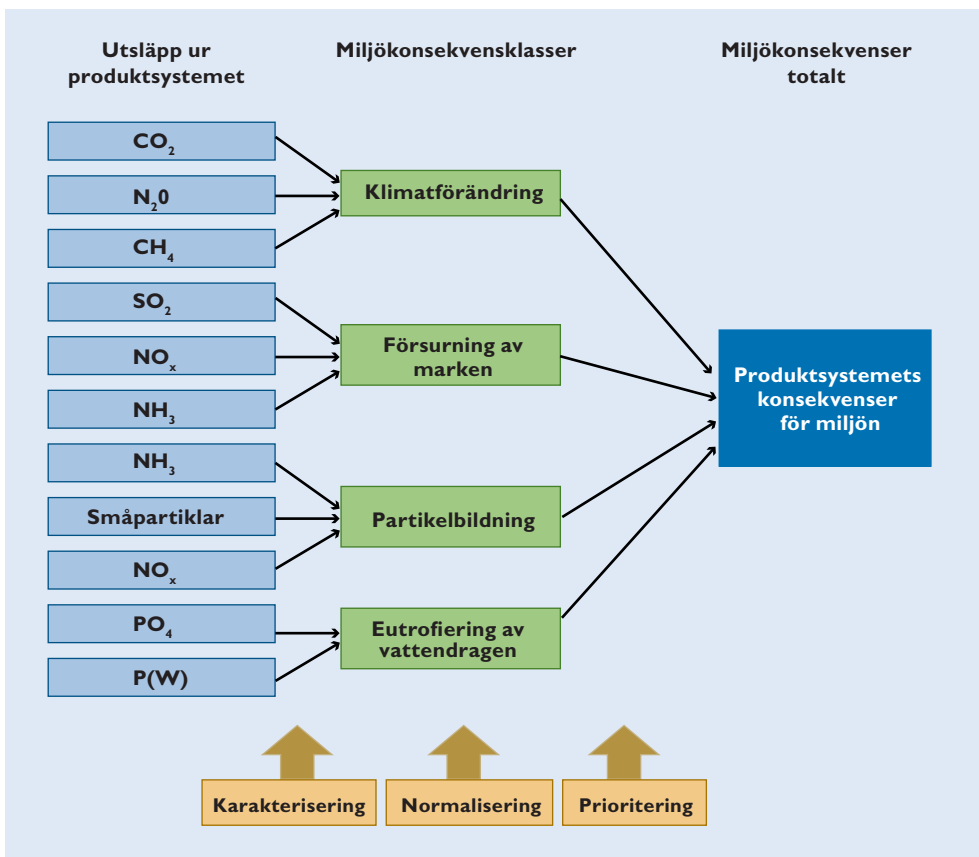 Utsläpp ur
produktsystemet
Miljökonsekvensklasser
Miljökonsekvenser
totalt
CO₂
N₂0
CH₄
SO₂
NOₓ
NH₃
NH₃
Småpartiklar
NOₓ
PO₄
P(W)
Klimatförändring
Försurning av
marken
Partikelbildning
Eutrofiering av
vattendragen
Produktsystemets
konsekvenser
för miljön
Karakterisering
Normalisering
Prioritering